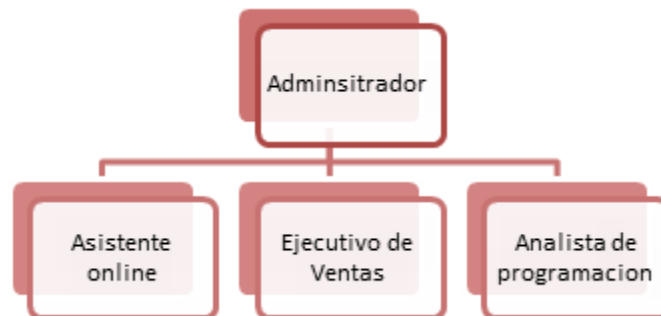 Adminsitrador
Asistente
online
Ejecutivo de
Ventas
Analista de
programacion